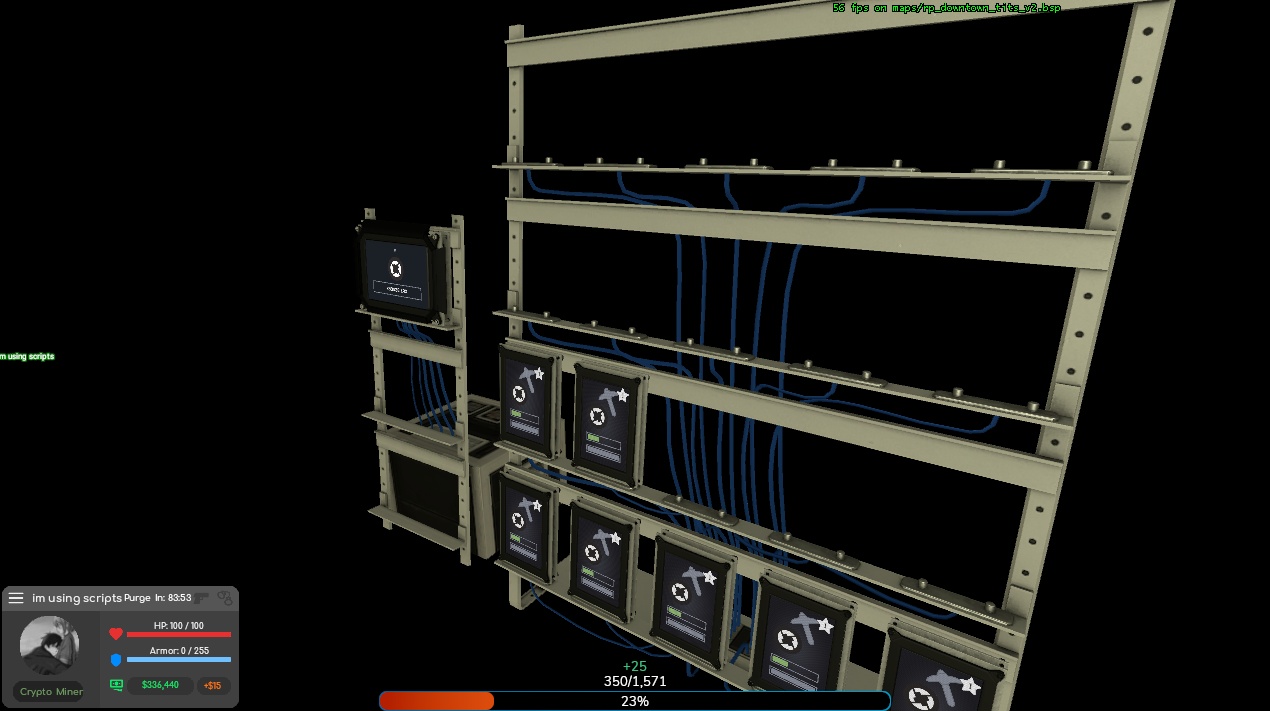 56 fps on maps/rp_downtown_tits_v2.bsp
m using scripts
im using scripts Purge In: 83:53
HP: 100 / 100
Armor: 0 / 255
Crypto Miner
$336,440
+$15
+25
350/1,571
23%